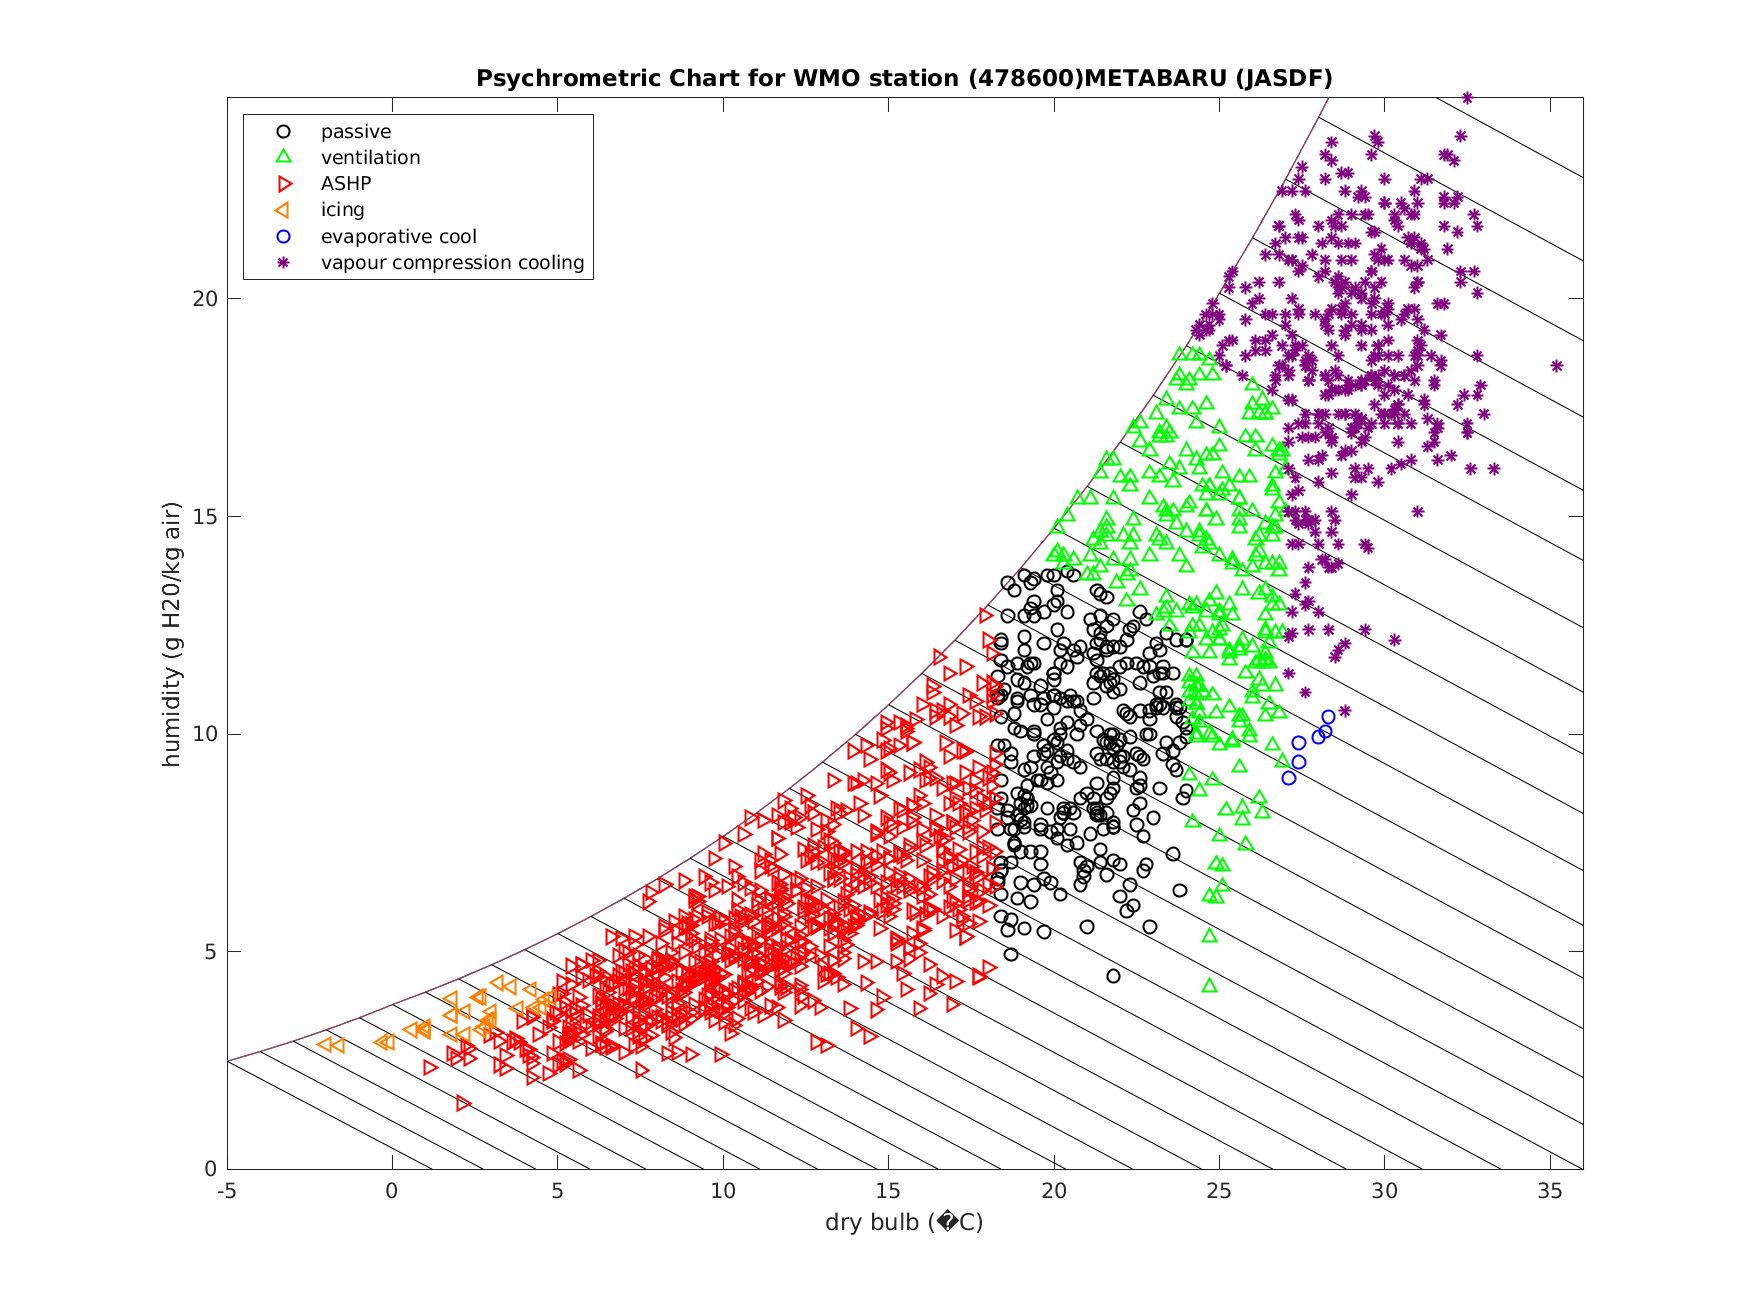 Psychrometric Chart for WMO station (478600)METABARU (JASDF)
passive
ventilation
ASHP
icing
evaporative cool
vapour compression cooling
20
15
10
5
0
humidity (g H20/kg air)
-5 0 5 10 15 20 25 30 35
dry bulb (�C)